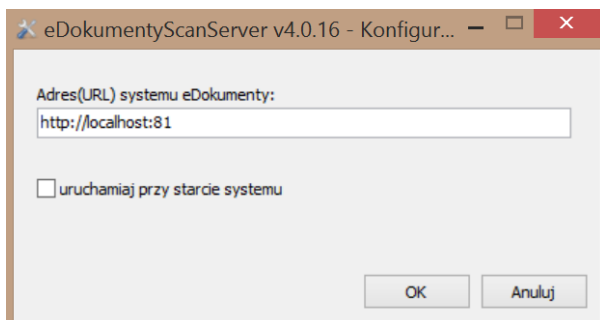 eDokumentyScanServer v4.0.16 - Konfigur...
Adres(URL) systemu eDokumenty:
http://localhost:81
uruchamiaj przy starcie systemu
OK Anuluj